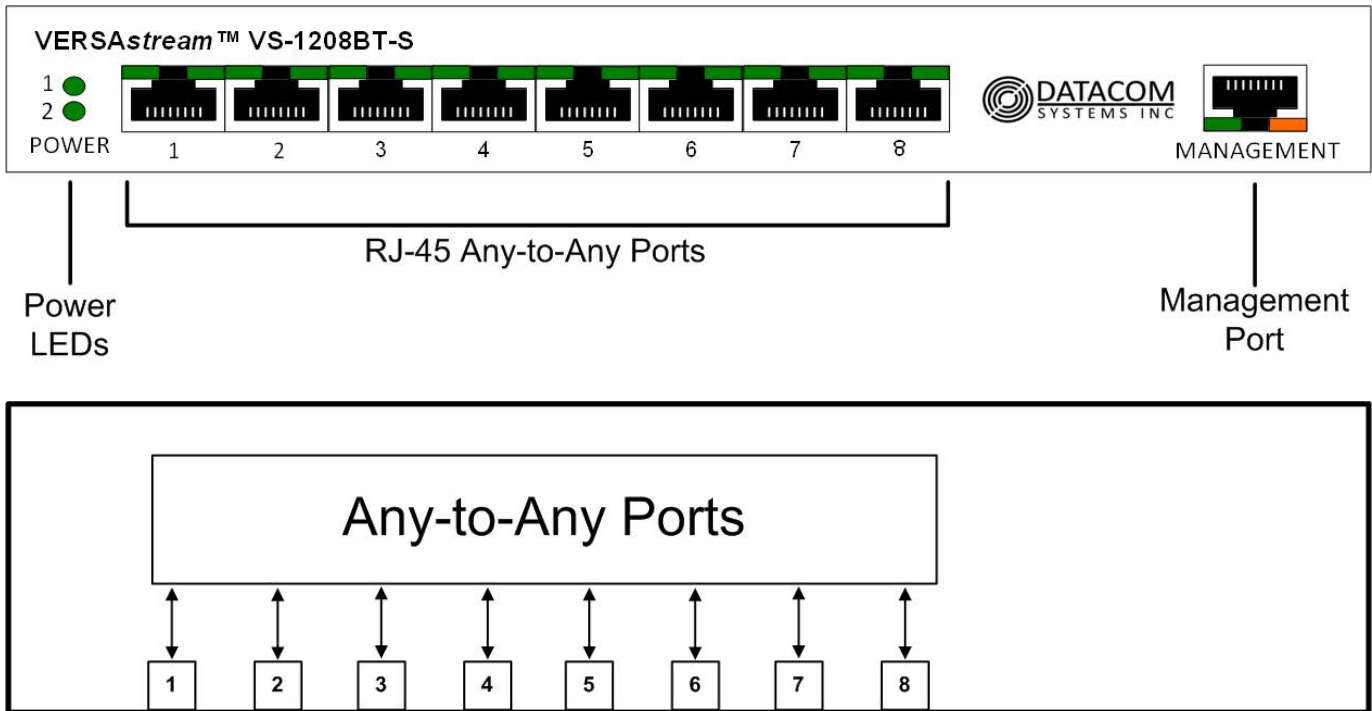 VERSAstream™ VS-1208BT-S
1
2
POWER
1 2 3 4 5 6 7 8
DATACOM
SYSTEMS INC
MANAGEMENT
RJ-45 Any-to-Any Ports
Power
LEDs
Management
Port
Any-to-Any Ports
1 2 3 4 5 6 7 8